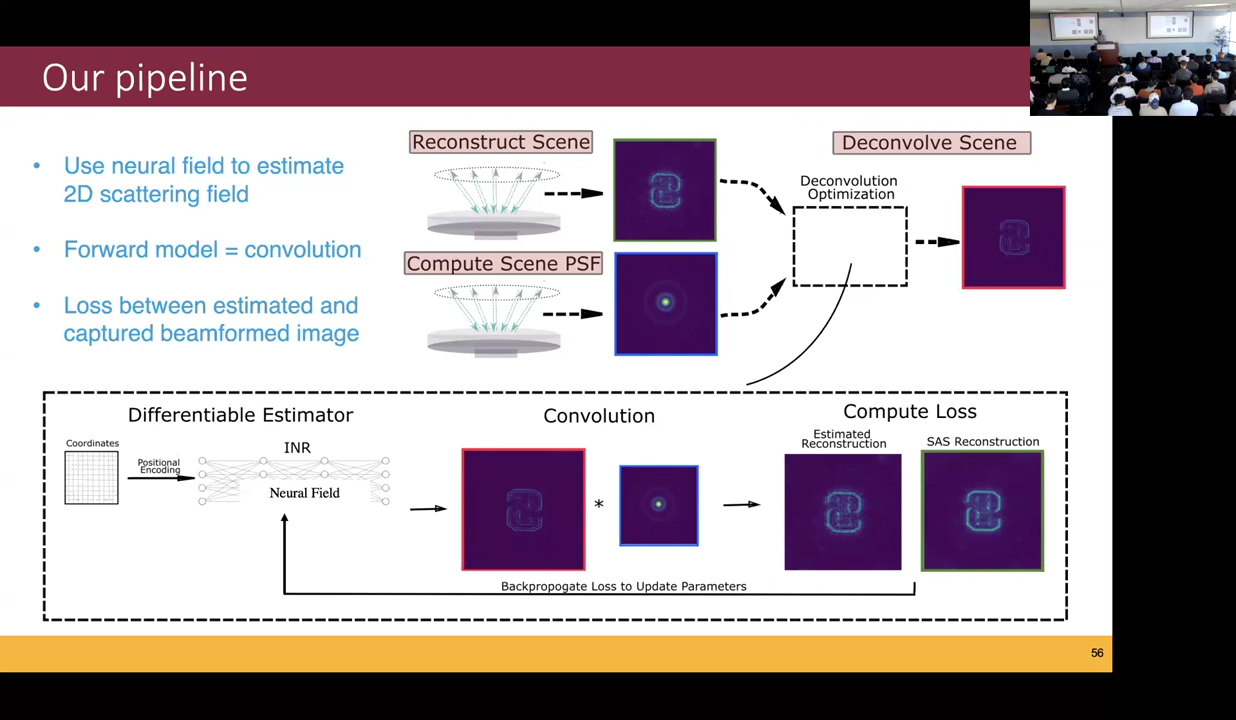 Our pipeline
• Use neural field to estimate
2D scattering field
• Forward model = convolution
• Loss between estimated and
captured beamformed image
Reconstruct Scene
Compute Scene PSF
Deconvolve Scene
Deconvolution
Optimization
Differentiable Estimator
Coordinates
Positional
Encoding
INR
Neural Field
Convolution
*
Compute Loss
Estimated
Reconstruction
SAS Reconstruction
Backpropogate Loss to Update Parameters
56